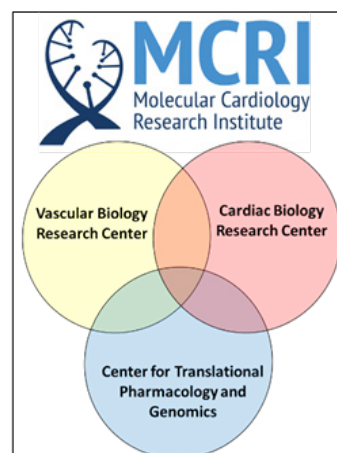 MCRI
Molecular Cardiology
Research Institute
Vascular Biology
Research Center
Cardiac Biology
Research Center
Center for Translational
Pharmacology and
Genomics